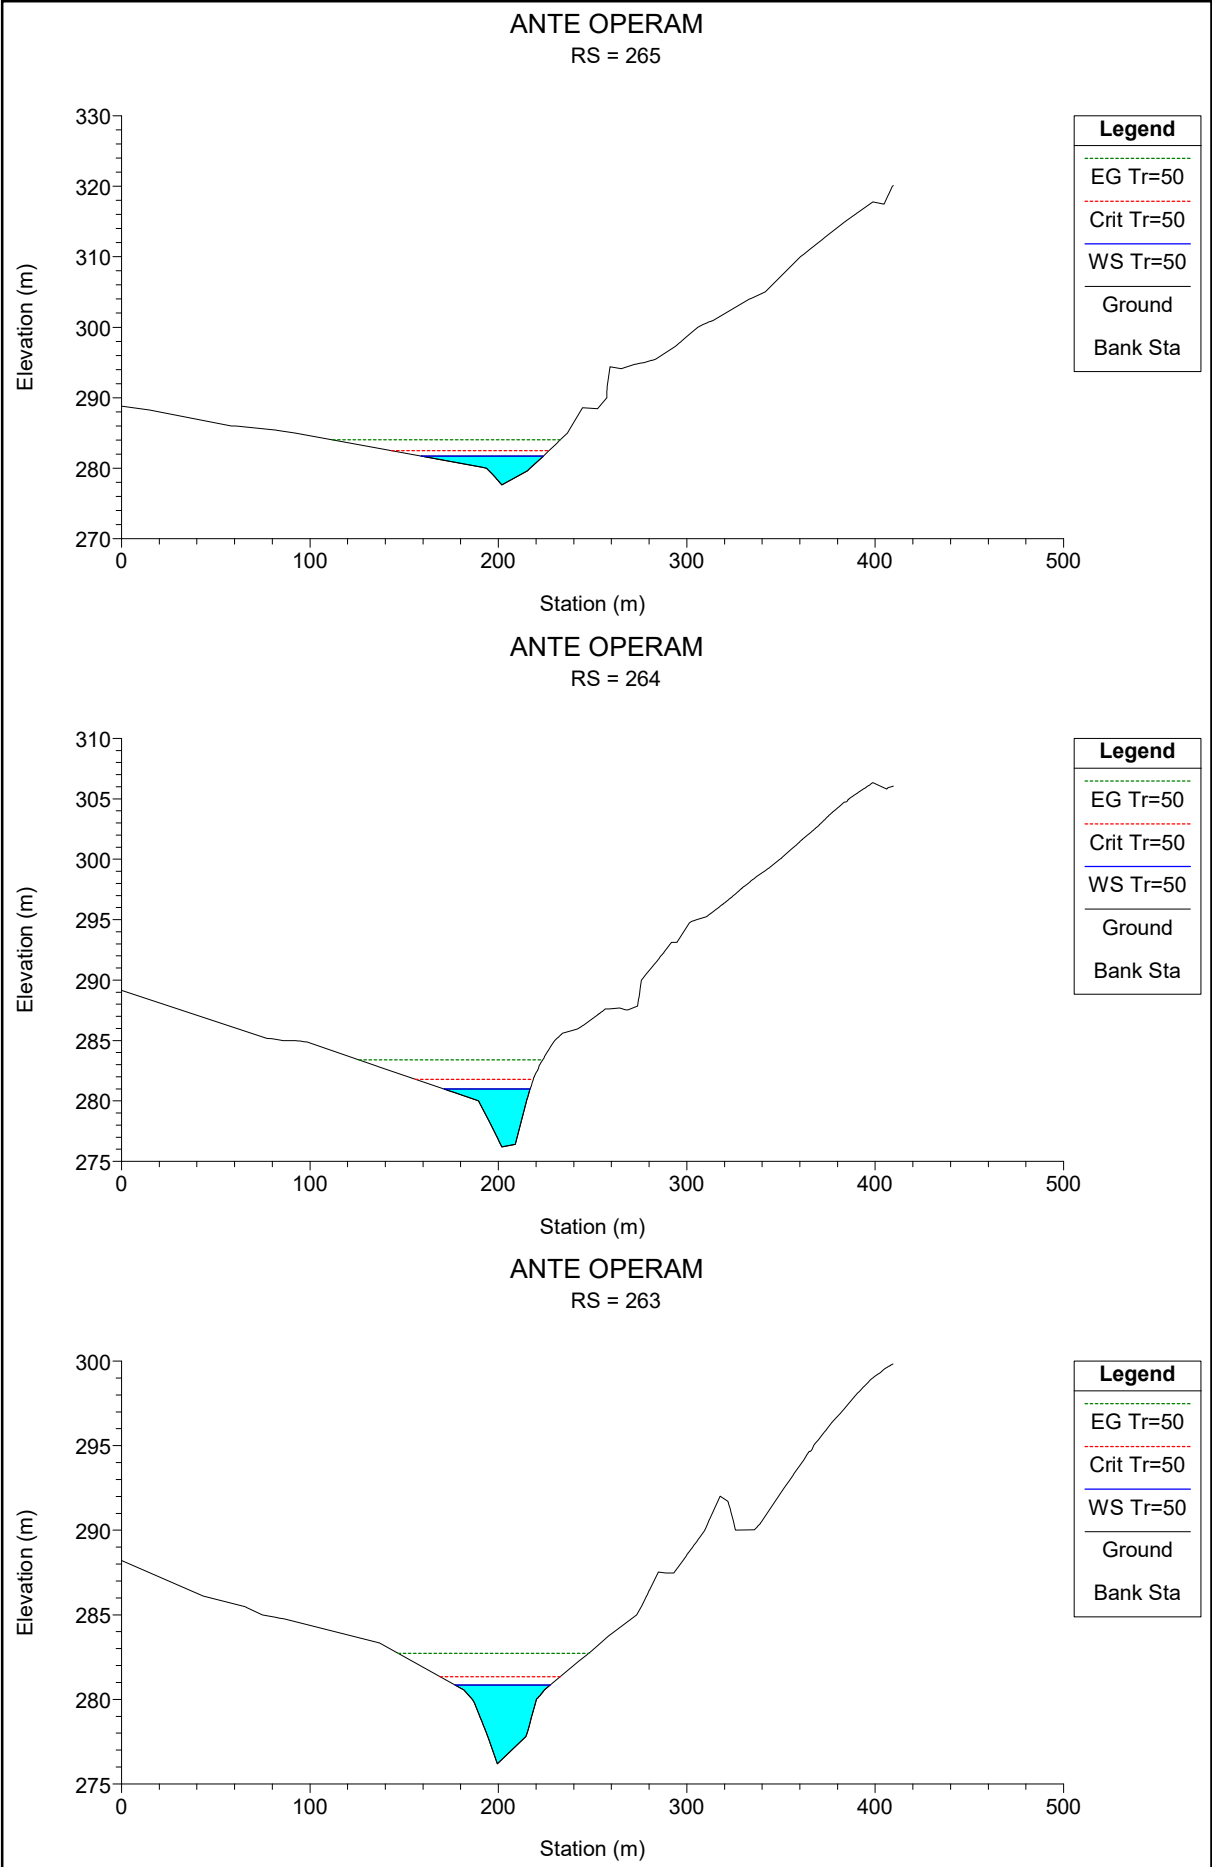 ANTE OPERAM
RS = 265
330
320
310
300
290
280
270
0 100 200 300 400 500
Elevation (m)
Station (m)
Legend
EG Tr=50
Crit Tr=50
WS Tr=50
Ground
Bank Sta
ANTE OPERAM
RS = 264
310
305
300
295
290
285
280
275
0 100 200 300 400 500
Elevation (m)
Station (m)
Legend
EG Tr=50
Crit Tr=50
WS Tr=50
Ground
Bank Sta
ANTE OPERAM
RS = 263
300
295
290
285
280
275
0 100 200 300 400 500
Elevation (m)
Station (m)
Legend
EG Tr=50
Crit Tr=50
WS Tr=50
Ground
Bank Sta